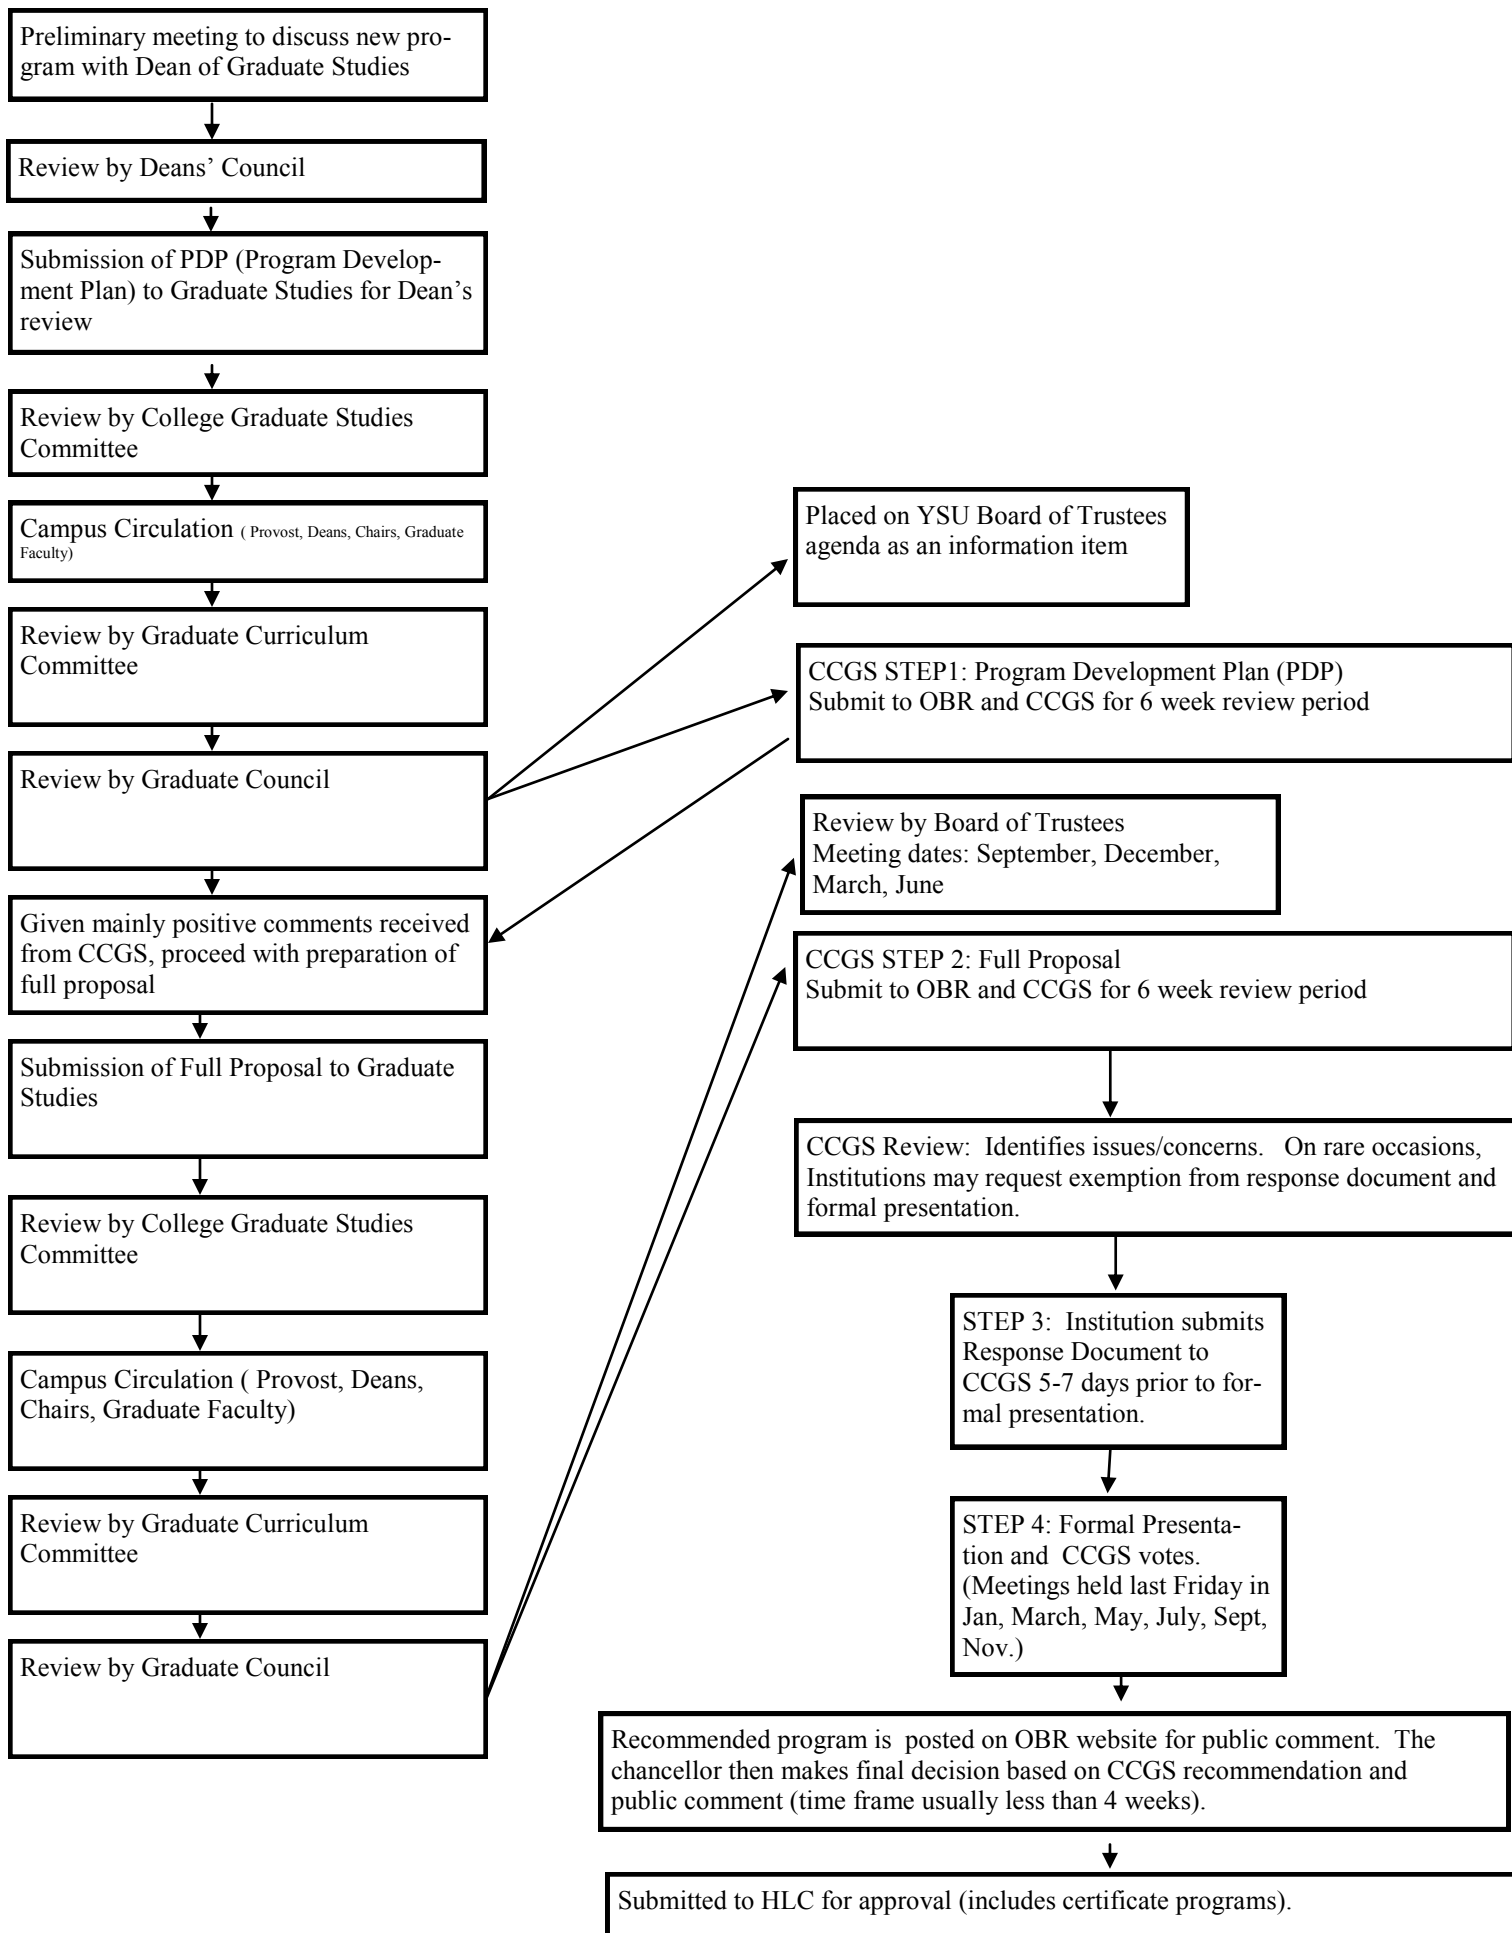 Preliminary meeting to discuss new pro-
gram with Dean of Graduate Studies
Review by Deans’ Council
Submission of PDP (Program Develop-
ment Plan) to Graduate Studies for Dean’s
review
Review by College Graduate Studies
Committee
Campus Circulation ( Provost, Deans, Chairs, Graduate
Faculty)
Review by Graduate Curriculum
Committee
Review by Graduate Council
Given mainly positive comments received
from CCGS, proceed with preparation of
full proposal
Submission of Full Proposal to Graduate
Studies
Review by College Graduate Studies
Committee
Campus Circulation ( Provost, Deans,
Chairs, Graduate Faculty)
Review by Graduate Curriculum
Committee
Review by Graduate Council
Placed on YSU Board of Trustees
agenda as an information item
CCGS STEP1: Program Development Plan (PDP)
Submit to OBR and CCGS for 6 week review period
Review by Board of Trustees
Meeting dates: September, December,
March, June
CCGS STEP 2: Full Proposal
Submit to OBR and CCGS for 6 week review period
CCGS Review:  Identifies issues/concerns.   On rare occasions,
Institutions may request exemption from response document and
formal presentation.
STEP 3:  Institution submits
Response Document to
CCGS 5-7 days prior to for-
mal presentation.
STEP 4: Formal Presenta-
tion and  CCGS votes.
(Meetings held last Friday in
Jan, March, May, July, Sept,
Nov.)
Recommended program is  posted on OBR website for public comment.  The
chancellor then makes final decision based on CCGS recommendation and
public comment (time frame usually less than 4 weeks).
Submitted to HLC for approval (includes certificate programs).